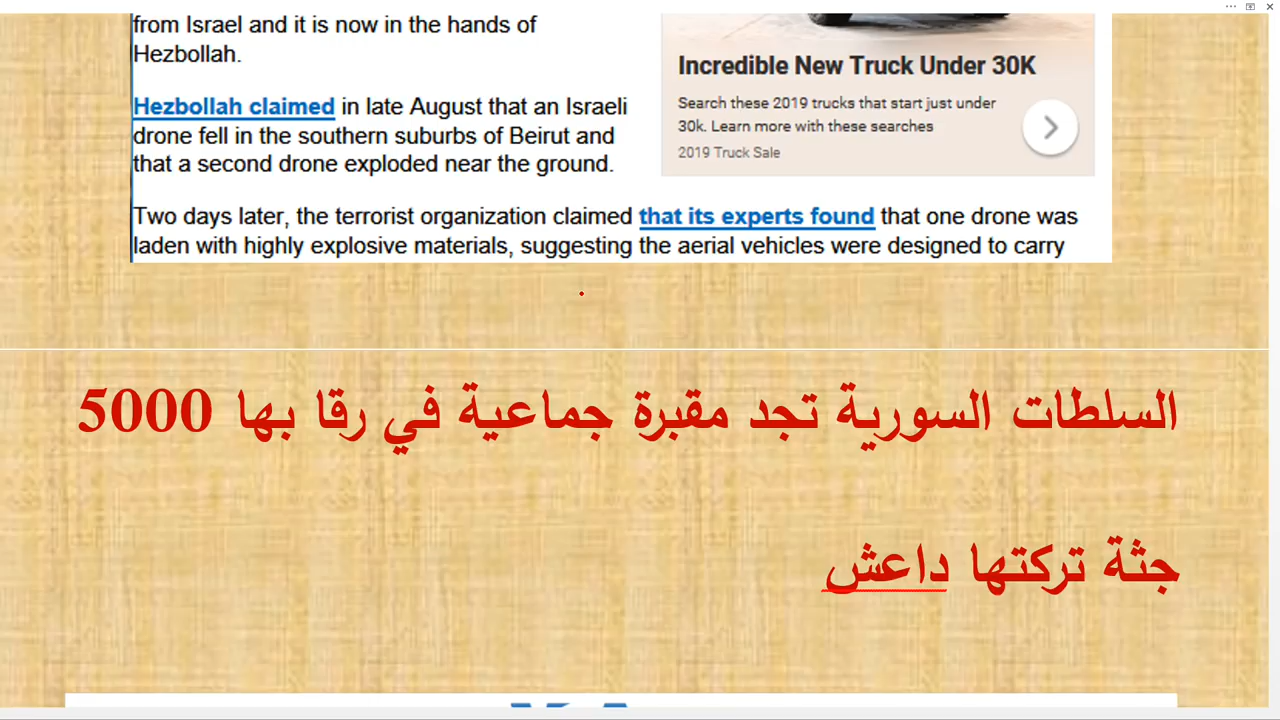 from Israel and it is now in the hands of
Hezbollah.
Hezbollah claimed in late August that an Israeli
drone fell in the southern suburbs of Beirut and
that a second drone exploded near the ground.
Incredible New Truck Under 30K
Search these 2019 trucks that start just under
30k. Learn more with these searches
2019 Truck Sale
Two days later, the terrorist organization claimed that its experts found that one drone was
laden with highly explosive materials, suggesting the aerial vehicles were designed to carry
السلطات السورية تجد مقبرة جماعية في رقا بها 5000
جثة تركتها داعش